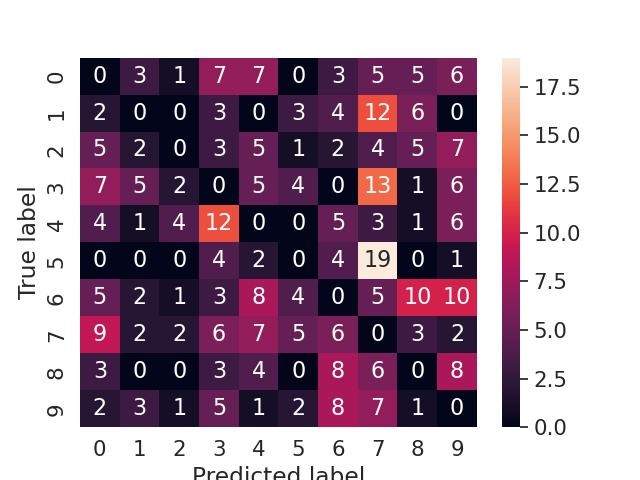 0 3 1 7 7 0 3 5 5 6
2 0 0 3 0 3 4 12 6 0
5 2 0 3 5 1 2 4 5 7
7 5 2 0 5 4 0 13 1 6
4 1 4 12 0 0 5 3 1 6
0 0 0 4 2 0 4 19 0 1
5 2 1 3 8 4 0 5 10 10
9 2 2 6 7 5 6 0 3 2
3 0 0 3 4 0 8 6 0 8
2 3 1 5 1 2 8 7 1 0
0 1 2 3 4 5 6 7 8 9
Predicted label
0 1 2 3 4 5 6 7 8 9
True label
17.5
15.0
12.5
10.0
7.5
5.0
2.5
0.0